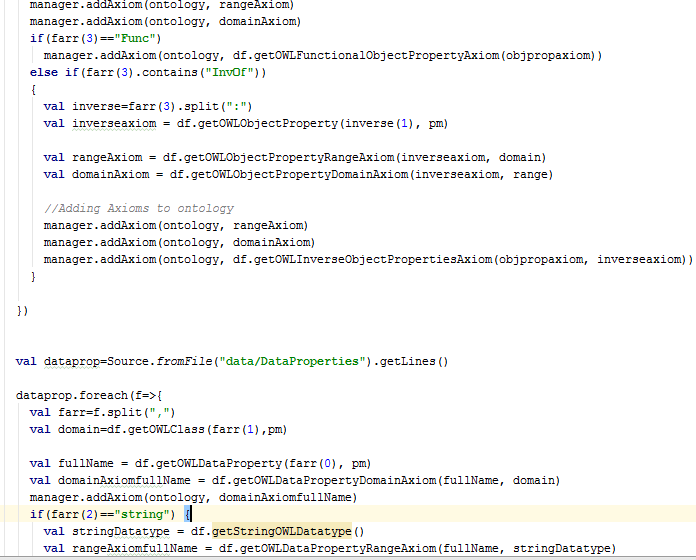 manager.addAxiom(ontology, rangeAxiom)
manager.addAxiom(ontology, domainAxiom)
if(farr(3)=="Func")
manager.addAxiom(ontology, df.getOWLFunctionalObjectPropertyAxiom(objpropaxiom))
else if(farr(3).contains("InvOf"))
{
val inverse=farr(3).split(":")
val inverseaxiom = df.getOWLObjectProperty(inverse(1), pm)
val rangeAxiom = df.getOWLObjectPropertyRangeAxiom(inverseaxiom, domain)
val domainAxiom = df.getOWLObjectPropertyDomainAxiom(inverseaxiom, range)
//Adding Axioms to ontology
manager.addAxiom(ontology, rangeAxiom)
manager.addAxiom(ontology, domainAxiom)
manager.addAxiom(ontology, df.getOWLInverseObjectPropertiesAxiom(objpropaxiom, inverseaxiom))
}
})
val dataprop=Source.fromFile("data/DataProperties").getLines()
dataprop.foreach(f=>{
val farr=f.split(",")
val domain=df.getOWLClass(farr(1),pm)
val fullName = df.getOWLDataProperty(farr(0), pm)
val domainAxiomfullName = df.getOWLDataPropertyDomainAxiom(fullName, domain)
manager.addAxiom(ontology, domainAxiomfullName)
if(farr(2)=="string") {
val stringDatatype = df.getStringOWLDatatype()
val rangeAxiomfullName = df.getOWLDataPropertyRangeAxiom(fullName, stringDatatype)